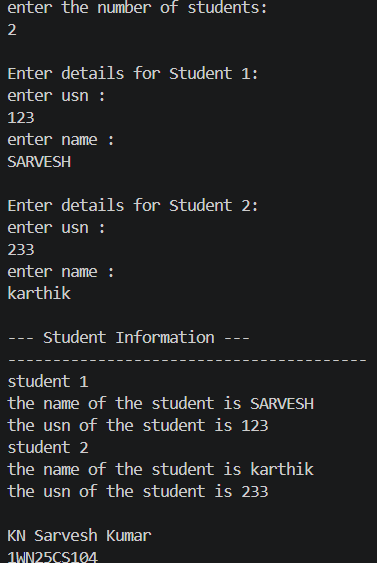 enter the number of students:
2
Enter details for Student 1:
enter usn :
123
enter name :
SARVESH
Enter details for Student 2:
enter usn :
233
enter name :
karthik
--- Student Information ---
----------------------------------------
student 1
the name of the student is SARVESH
the usn of the student is 123
student 2
the name of the student is karthik
the usn of the student is 233
KN Sarvesh Kumar
1WN25CS104